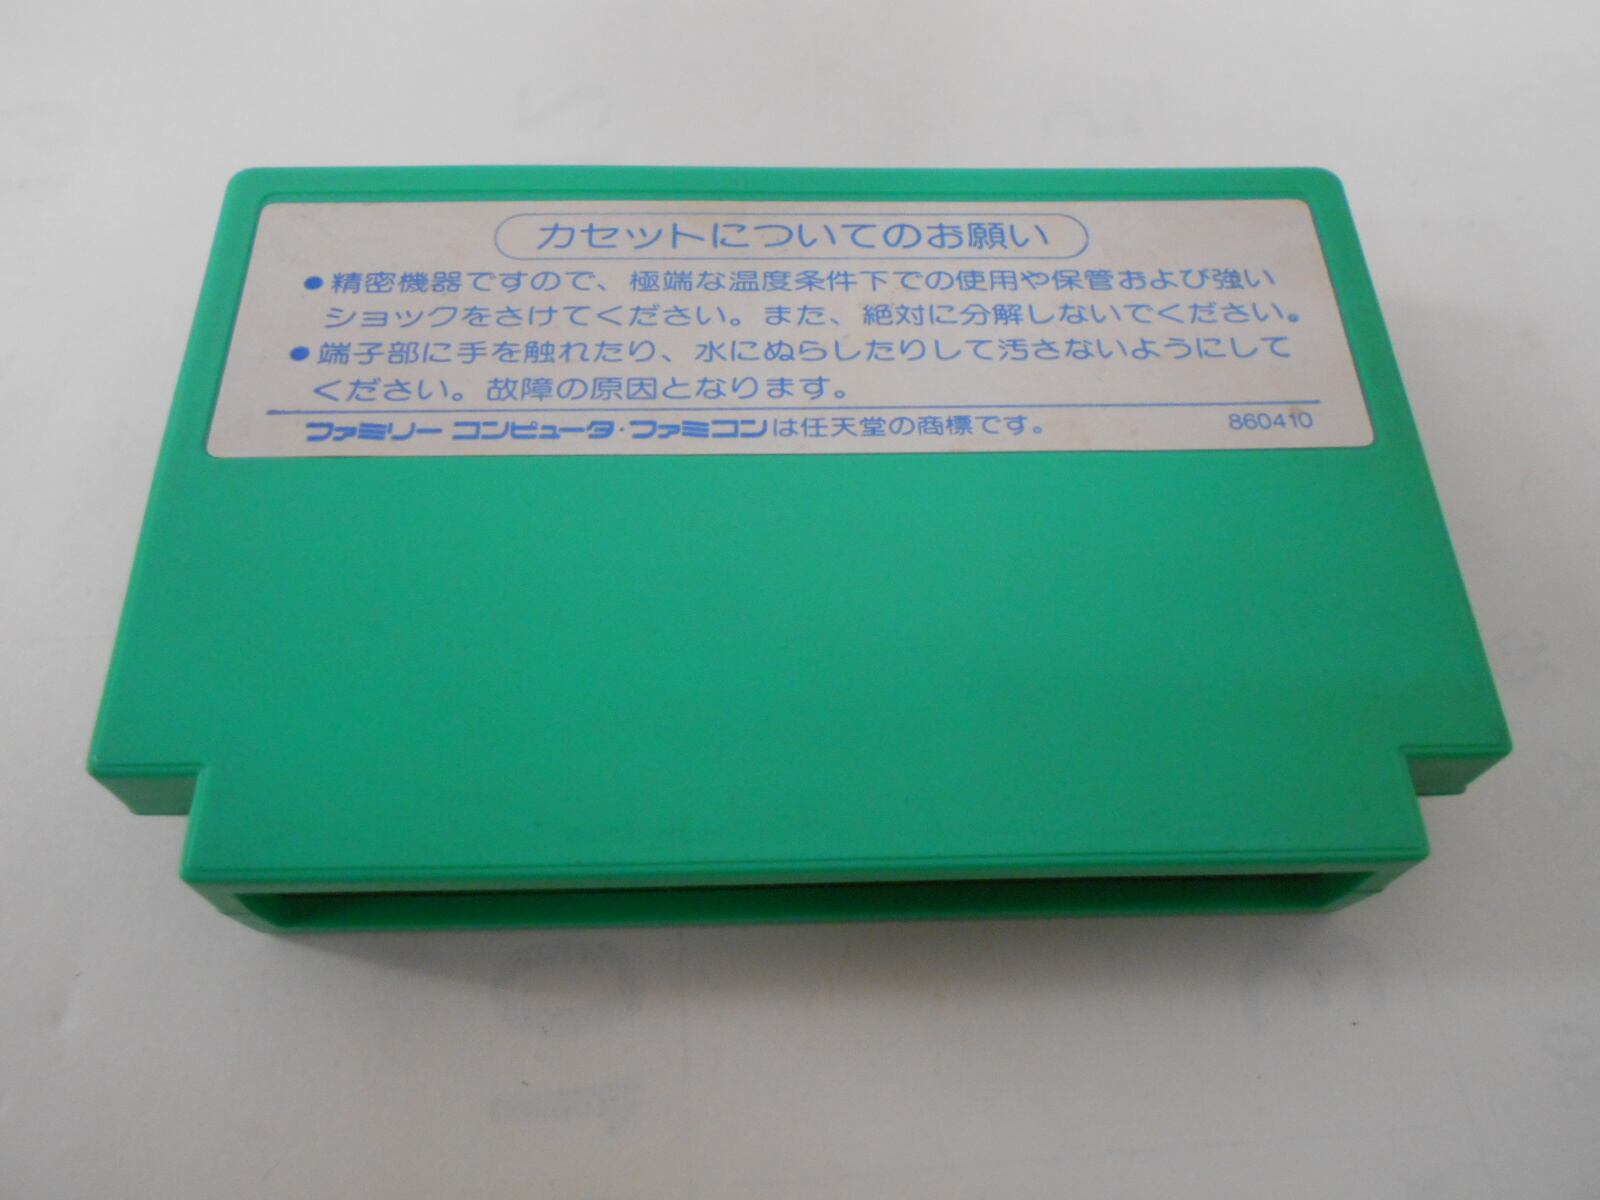 カセットについてのお願い
●精密機器ですので、極端な温度条件下での使用や保管および強い
ショックをさけてください。また、絶対に分解しないでください。
●端子部に手を触れたり、水にぬらしたりして汚さないようにして
ください。故障の原因となります。
ファミリー コンピュータ・ファミコンは任天堂の商標です。 860410